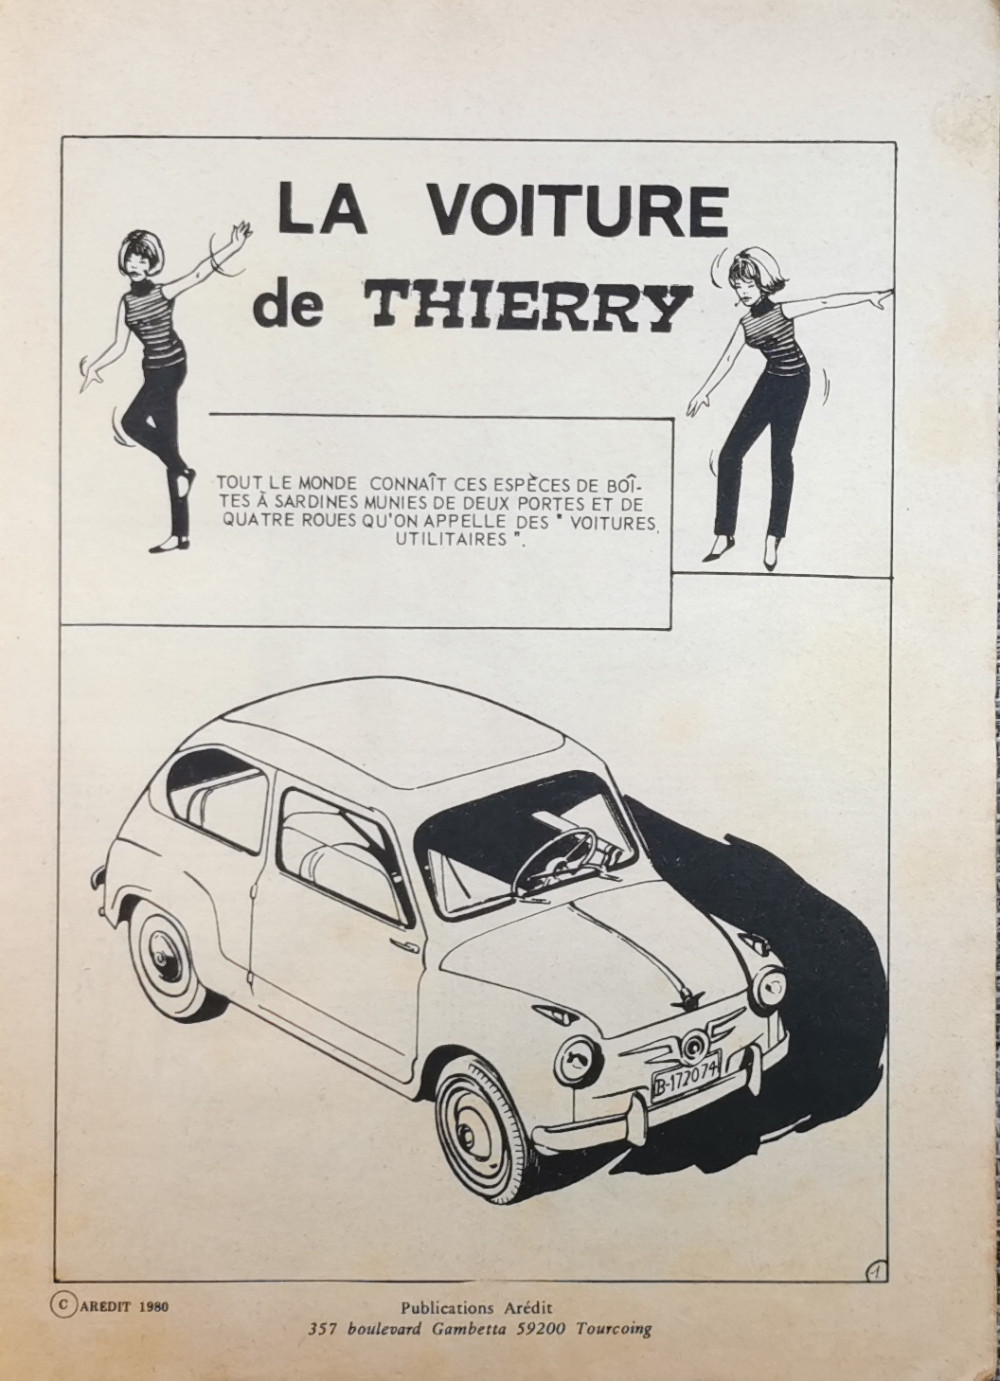 LA VOITURE
de THIERRY
TOUT LE MONDE CONNAÎT CES ESPÈCES DE BOÎ-
TES À SARDINES MUNIES DE DEUX PORTES ET DE
QUATRE ROUES QU'ON APPELLE DES " VOITURES
UTILITAIRES ".
B-172074
1
C AREDIT 1980
Publications Arédit
357 boulevard Gambetta 59200 Tourcoing